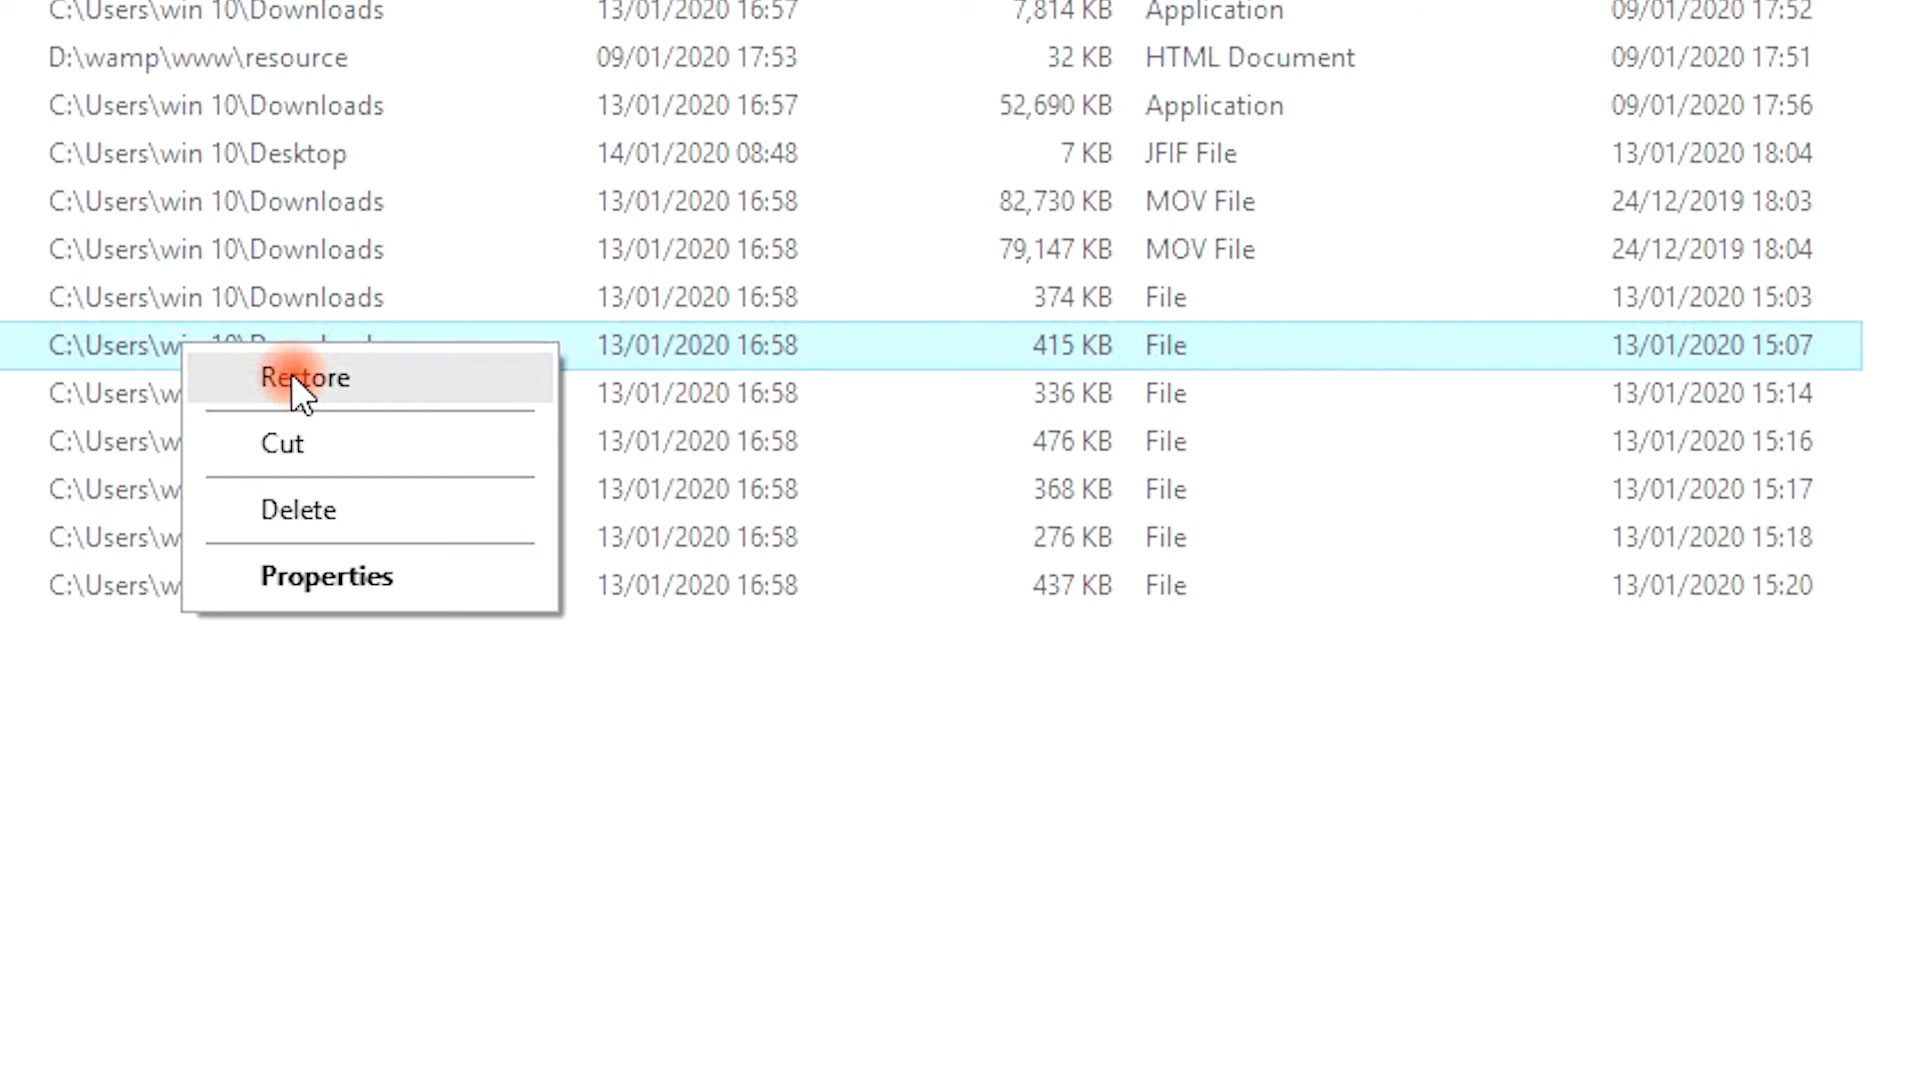 C:\Users\win 10\Downloads 13/01/2020 16:57 7,814 KB Application 09/01/2020 17:52
D:\wamp\www\resource 09/01/2020 17:53 32 KB HTML Document 09/01/2020 17:51
C:\Users\win 10\Downloads 13/01/2020 16:57 52,690 KB Application 09/01/2020 17:56
C:\Users\win 10\Desktop 14/01/2020 08:48 7 KB JFIF File 13/01/2020 18:04
C:\Users\win 10\Downloads 13/01/2020 16:58 82,730 KB MOV File 24/12/2019 18:03
C:\Users\win 10\Downloads 13/01/2020 16:58 79,147 KB MOV File 24/12/2019 18:04
C:\Users\win 10\Downloads 13/01/2020 16:58 374 KB File 13/01/2020 15:03
C:\Users\w 13/01/2020 16:58 415 KB File 13/01/2020 15:07
Restore
C:\Users\w 13/01/2020 16:58 336 KB File 13/01/2020 15:14
Cut
C:\Users\w 13/01/2020 16:58 476 KB File 13/01/2020 15:16
C:\Users\w 13/01/2020 16:58 368 KB File 13/01/2020 15:17
Delete
C:\Users\w 13/01/2020 16:58 276 KB File 13/01/2020 15:18
Properties
C:\Users\w 13/01/2020 16:58 437 KB File 13/01/2020 15:20